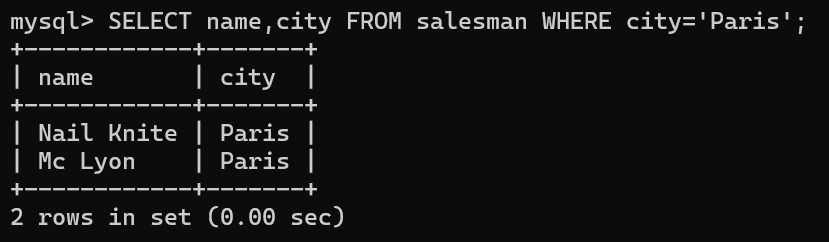 mysql> SELECT name,city FROM salesman WHERE city='Paris';
+------------+-------+
| name       | city  |
+------------+-------+
| Nail Knite | Paris |
| Mc Lyon    | Paris |
+------------+-------+
2 rows in set (0.00 sec)